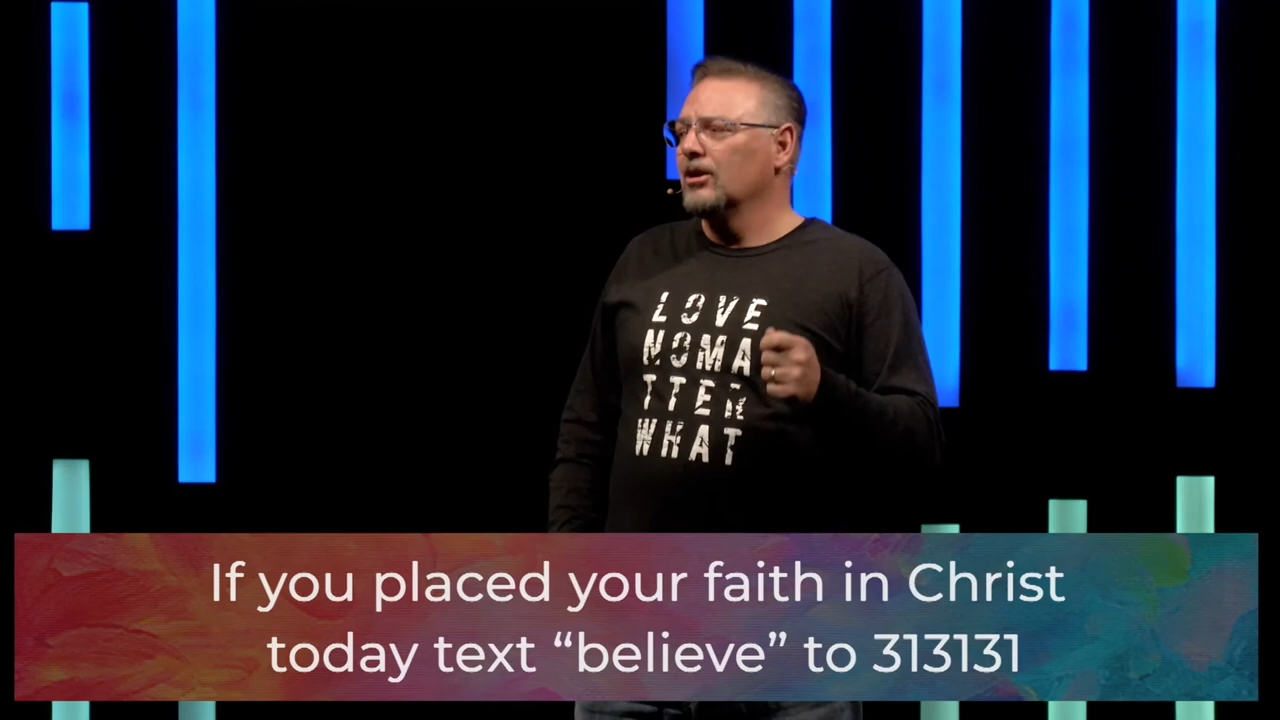 LOVE
NOMA
TTER
WHAT
If you placed your faith in Christ
today text “believe” to 313131